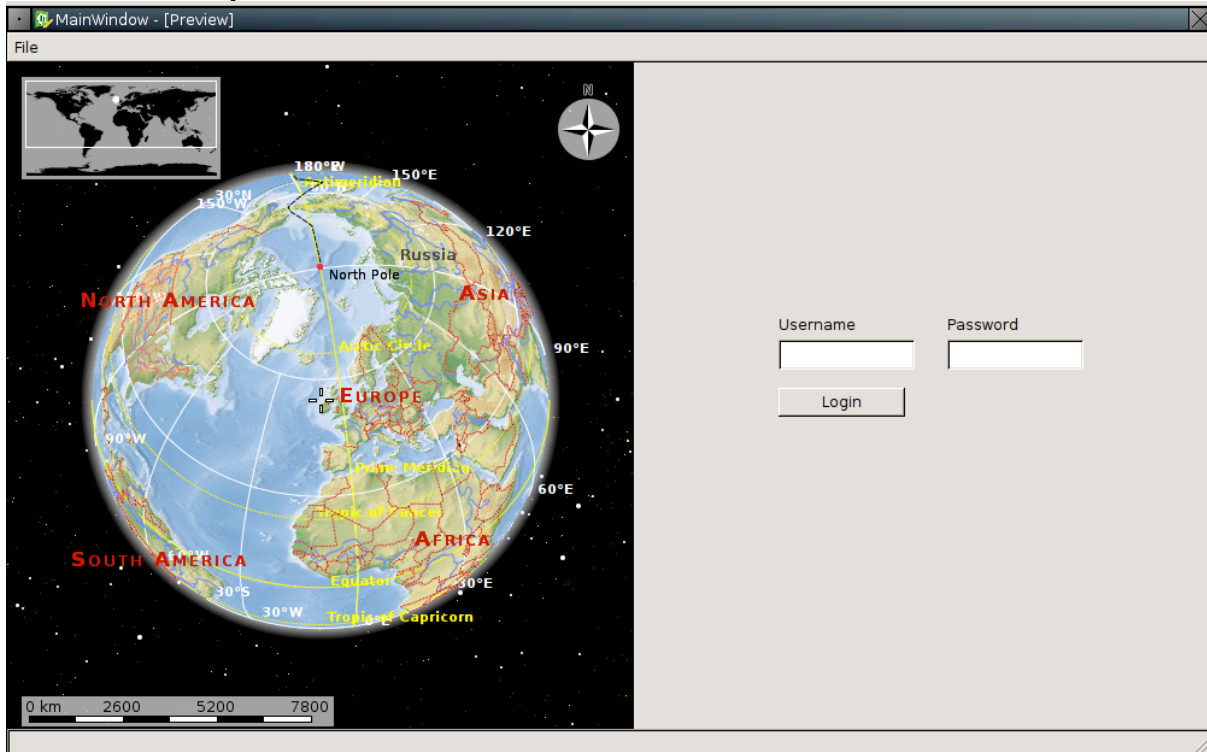 MainWindow - [Preview]
File
N
180°E
150°E
Antimeridian
30°N
150°W
120°E
Russia
North Pole
NORTH AMERICA
ASIA
Arctic Circle
90°E
Username
Password
EUROPE
Login
90°W
Prime Meridian
60°E
Tropic of Cancer
AFRICA
SOUTH AMERICA
60°W
Equator
30°E
30°S
30°W
Tropic of Capricorn
0 km 2600 5200 7800